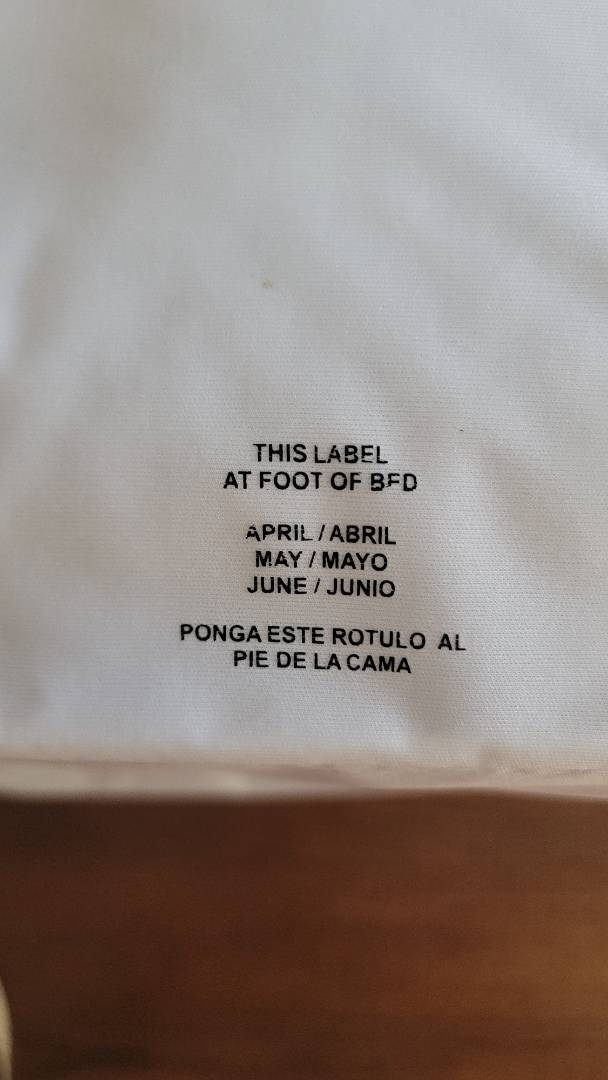 THIS LABEL
AT FOOT OF BED
APRIL / ABRIL
MAY / MAYO
JUNE / JUNIO
PONGA ESTE ROTULO AL
PIE DE LA CAMA